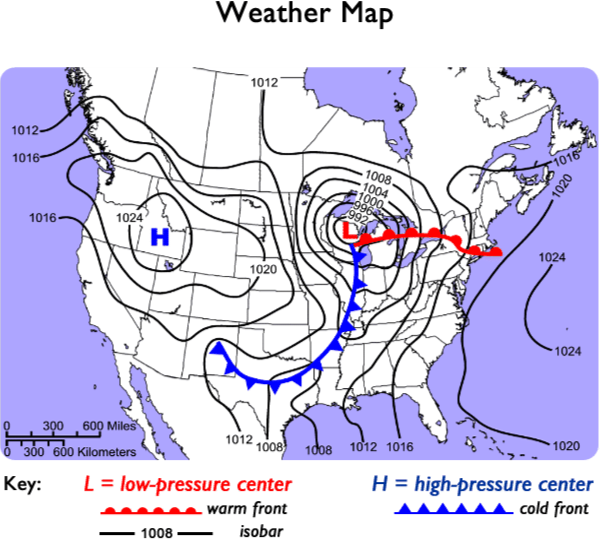 Weather Map
1012
1012
1016
1016
1008
1004
1000
996
992
L
1016
1020
1016
1024
H
1020
1024
1024
0 300 600 Miles
0 300 600 Kilometers
1012
1008
1008
1012
1016
1020
Key:
L = low-pressure center
H = high-pressure center
warm front
cold front
1008
isobar